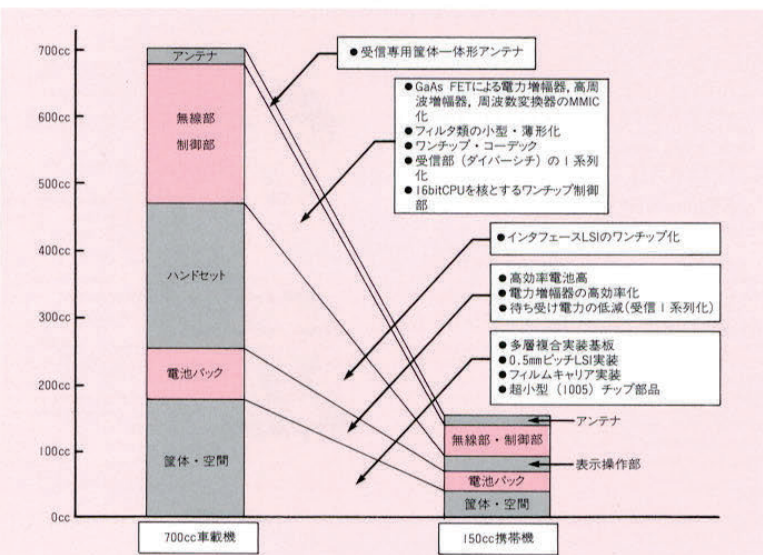 700cc
600cc
500cc
400cc
300cc
200cc
100cc
0cc
アンテナ
無線部
制御部
ハンドセット
電池パック
筐体・空間
700cc車載機
●受信専用筐体一体形アンテナ
●GaAs FETによる電力増幅器，高周
波増幅器，周波数変換器のMMIC
化
●フィルタ類の小型・薄形化
●ワンチップ・コーデック
●受信部（ダイバーシチ）の1系列
化
●16bitCPUを核とするワンチップ制御
部
●インタフェースLSIのワンチップ化
●高効率電池高
●電力増幅器の高効率化
●待ち受け電力の低減(受信1系列化)
●多層複合実装基板
●0.5mmピッチLSI実装
●フィルムキャリア実装
●超小型（1005）チップ部品
アンテナ
無線部・制御部
表示操作部
電池パック
筐体・空間
150cc携帯機